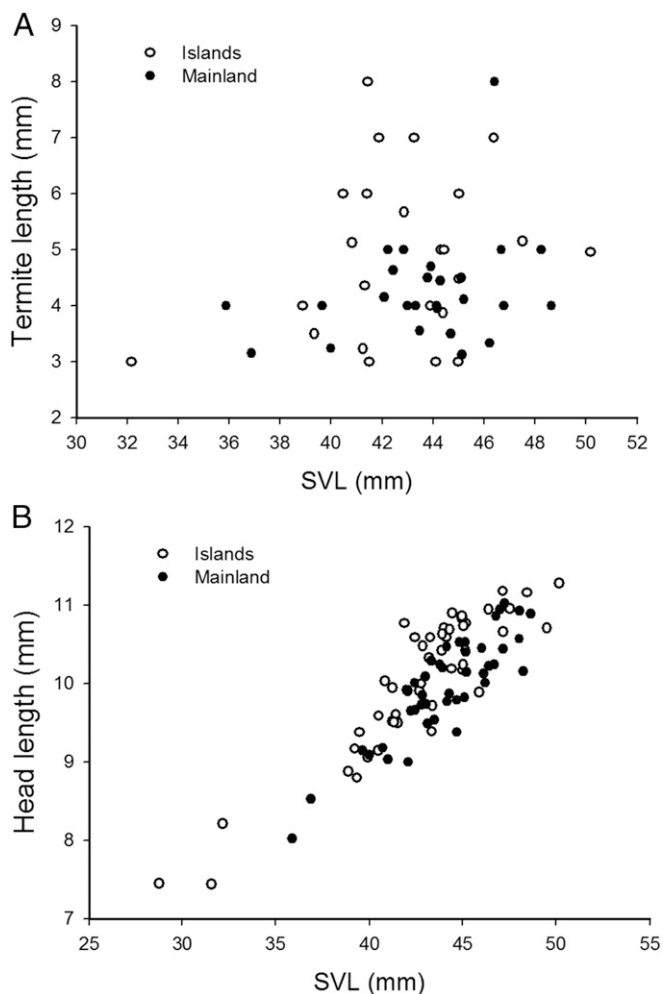 A
9
8
7
6
5
4
3
2
Termite length (mm)
Islands
Mainland
30 32 34 36 38 40 42 44 46 48 50 52
SVL (mm)
B
12
11
10
9
8
7
Head length (mm)
Islands
Mainland
25 30 35 40 45 50 55
SVL (mm)